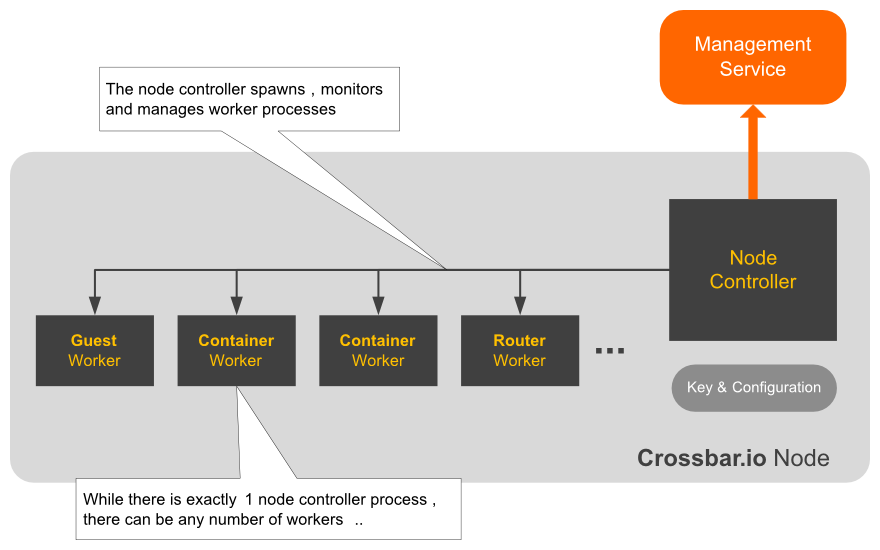 Management
Service
The node controller spawns , monitors
and manages worker processes
Node
Controller
Guest
Worker
Container
Worker
Container
Worker
Router
Worker
...
Key & Configuration
Crossbar.io Node
While there is exactly 1 node controller process ,
there can be any number of workers ..